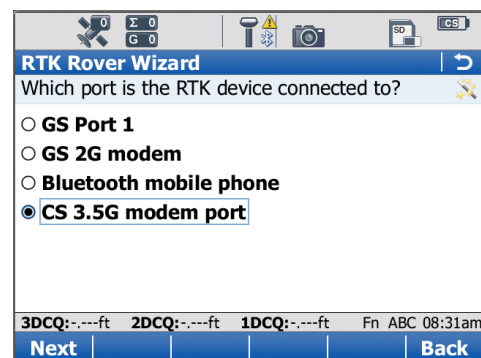 0 Σ 0 SD CS
G 0
RTK Rover Wizard
Which port is the RTK device connected to?
GS Port 1
GS 2G modem
Bluetooth mobile phone
CS 3.5G modem port
3DCQ:-.---ft 2DCQ:-.---ft 1DCQ:-.---ft Fn ABC 08:31am
Next Back